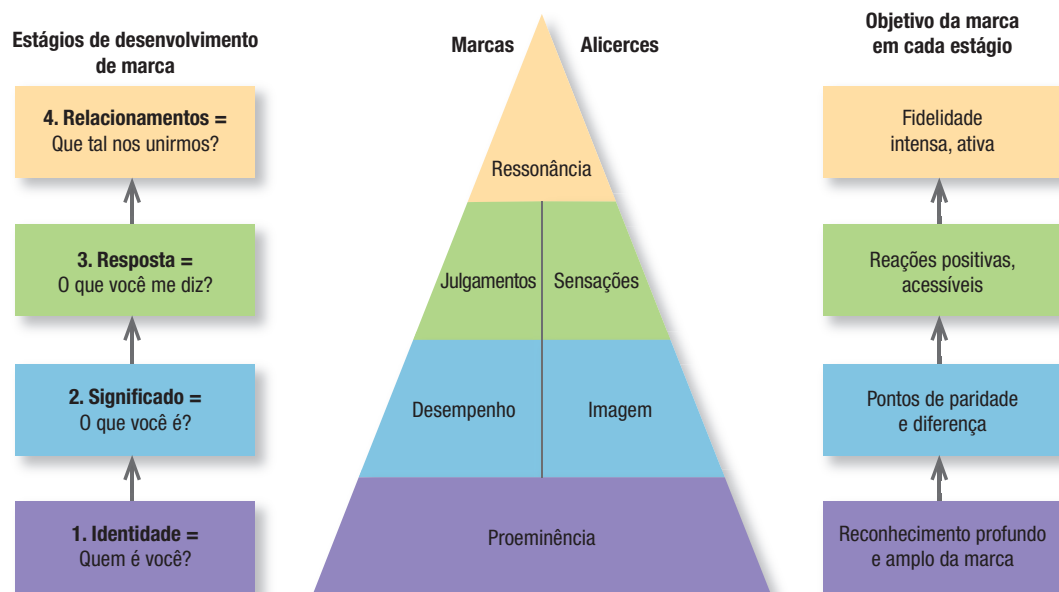 Estágios de desenvolvimento
de marca
4. Relacionamentos =
Que tal nos unirmos?
3. Resposta =
O que você me diz?
2. Significado =
O que você é?
1. Identidade =
Quem é você?
Marcas
Alicerces
Ressonância
Julgamentos
Sensações
Desempenho
Imagem
Proeminência
Objetivo da marca
em cada estágio
Fidelidade
intensa, ativa
Reações positivas,
acessíveis
Pontos de paridade
e diferença
Reconhecimento profundo
e amplo da marca